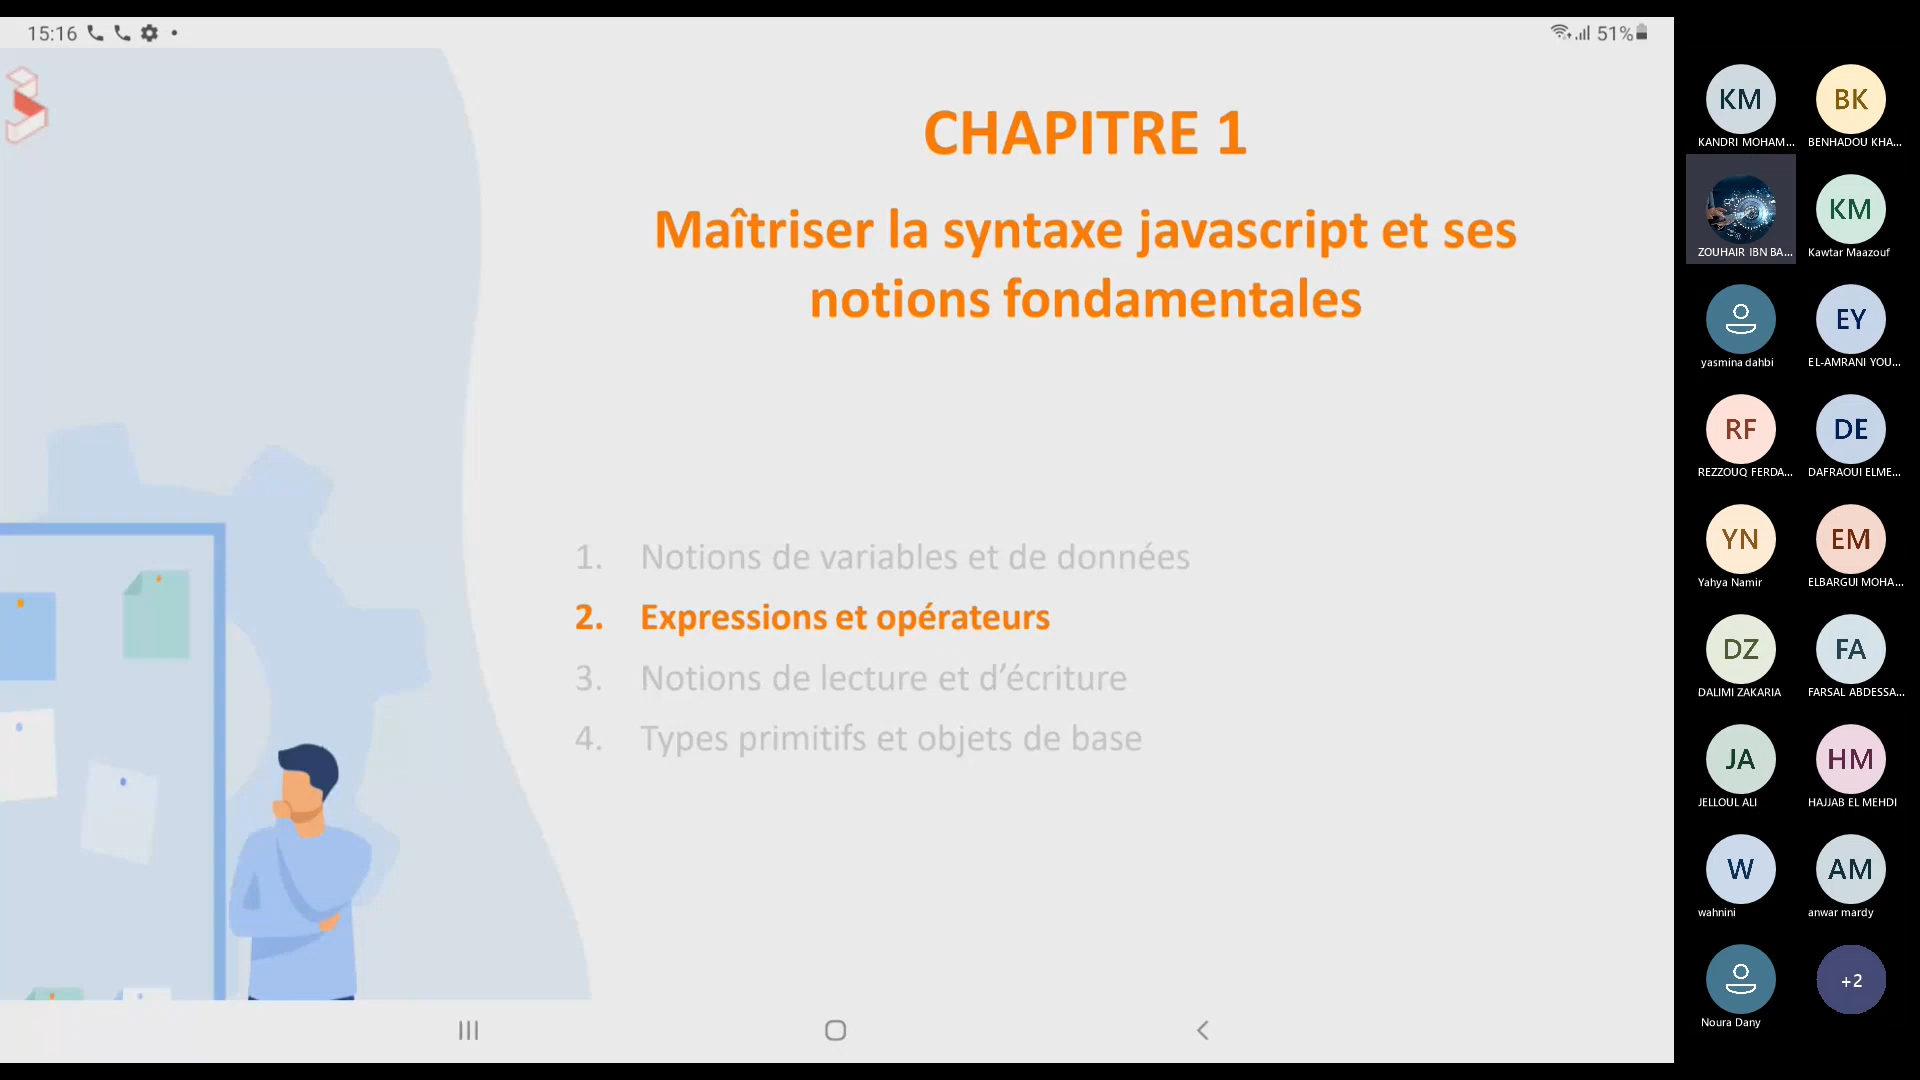 15:16
51%
CHAPITRE 1
Maîtriser la syntaxe javascript et ses
notions fondamentales
1. Notions de variables et de données
2. Expressions et opérateurs
3. Notions de lecture et d’écriture
4. Types primitifs et objets de base
KM
KANDRI MOHAM...
BK
BENHADOU KHA...
ZOUHAIR IBN BA...
KM
Kawtar Maazouf
yasmina dahbi
EY
EL-AMRANI YOU...
RF
REZZOUQ FERDA...
DE
DAFRAOUI ELME...
YN
Yahya Namir
EM
ELBARGUI MOHA...
DZ
DALIMI ZAKARIA
FA
FARSAL ABDESSA...
JA
JELLOUL ALI
HM
HAJJAB EL MEHDI
W
wahnini
AM
anwar mardy
Noura Dany
+2